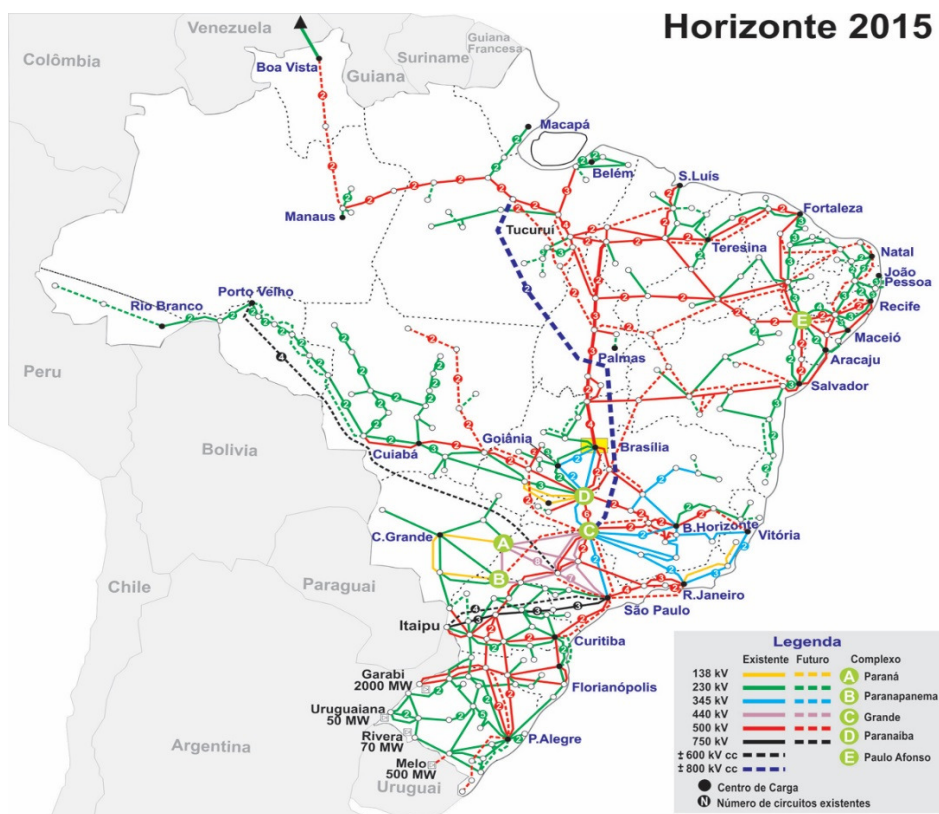 Horizonte 2015
Venezuela
Guiana
Francesa
Colômbia
Suriname
Boa Vista
Guiana
Macapá
Belém
S.Luís
Manaus
Fortaleza
Tucuruí
Teresina
Natal
João
Pessoa
Porto Velho
Rio Branco
Recife
E
Maceió
Palmas
Aracaju
Peru
Salvador
Goiânia
Brasília
Cuiabá
Bolivia
D
B.Horizonte
C
Vitória
C.Grande
A
B
Chile
Paraguai
R.Janeiro
São Paulo
Itaipu
Curitiba
Garabi
2000 MW
Florianópolis
Uruguaiana
50 MW
Rivera
70 MW
P.Alegre
Melo
500 MW
Argentina
Uruguai
Legenda
Existente Futuro Complexo
138 kV A Paraná
230 kV
345 kV B Paranapanema
440 kV C Grande
500 kV D Paranaiba
750 kV E Paulo Afonso
± 600 kV cc
± 800 kV cc
Centro de Carga
N Número de circuitos existentes